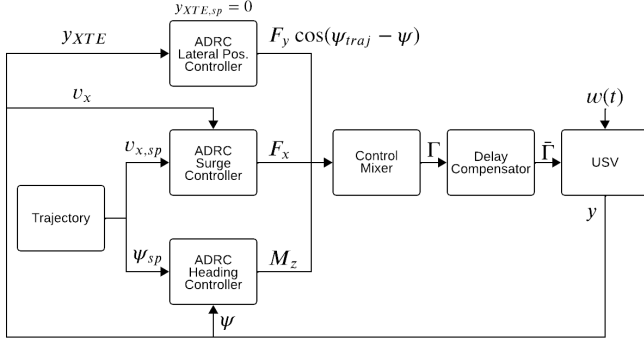 y_{XTE,sp} = 0
y_{XTE}
ADRC
Lateral Pos.
Controller
F_y cos(ψ_{traj} − ψ)
v_x
w(t)
v_{x,sp}
ADRC
Surge
Controller
F_x
Control
Mixer
Γ
Delay
Compensator
Γ̄
USV
Trajectory
y
ψ_{sp}
ADRC
Heading
Controller
M_z
ψ